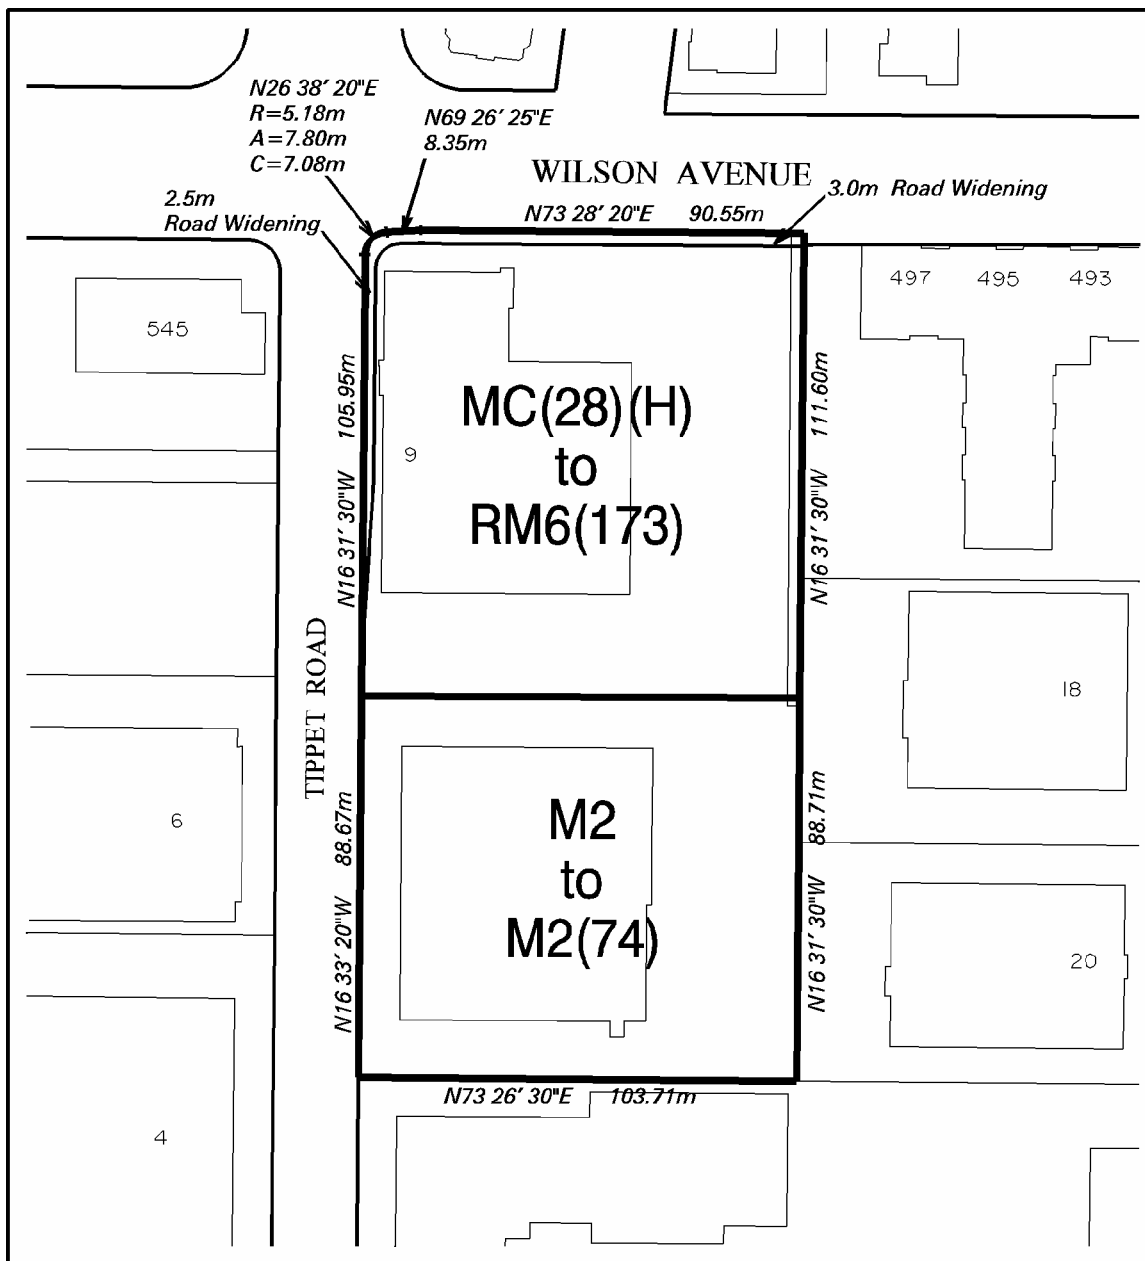 N26 38' 20"E
R=5.18m
A=7.80m
C=7.08m
N69 26' 25"E
8.35m
WILSON AVENUE
2.5m
Road Widening
3.0m Road Widening
N73 28' 20"E 90.55m
497
495
493
545
N16 31' 30"W 105.95m
N16 31' 30"W 111.60m
9
MC(28)(H)
to
RM6(173)
TIPPET ROAD
18
6
N16 33' 20"W 88.67m
N16 31' 30"W 88.71m
M2
to
M2(74)
20
N73 26' 30"E 103.71m
4